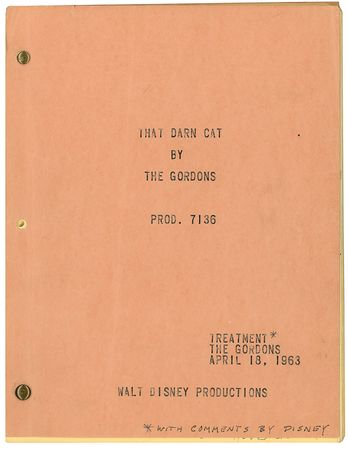 THAT DARN CAT
BY
THE GORDONS
PROD. 7136
TREATMENT*
THE GORDONS
APRIL 18, 1963
WALT DISNEY PRODUCTIONS
* WITH COMMENTS BY DISNEY